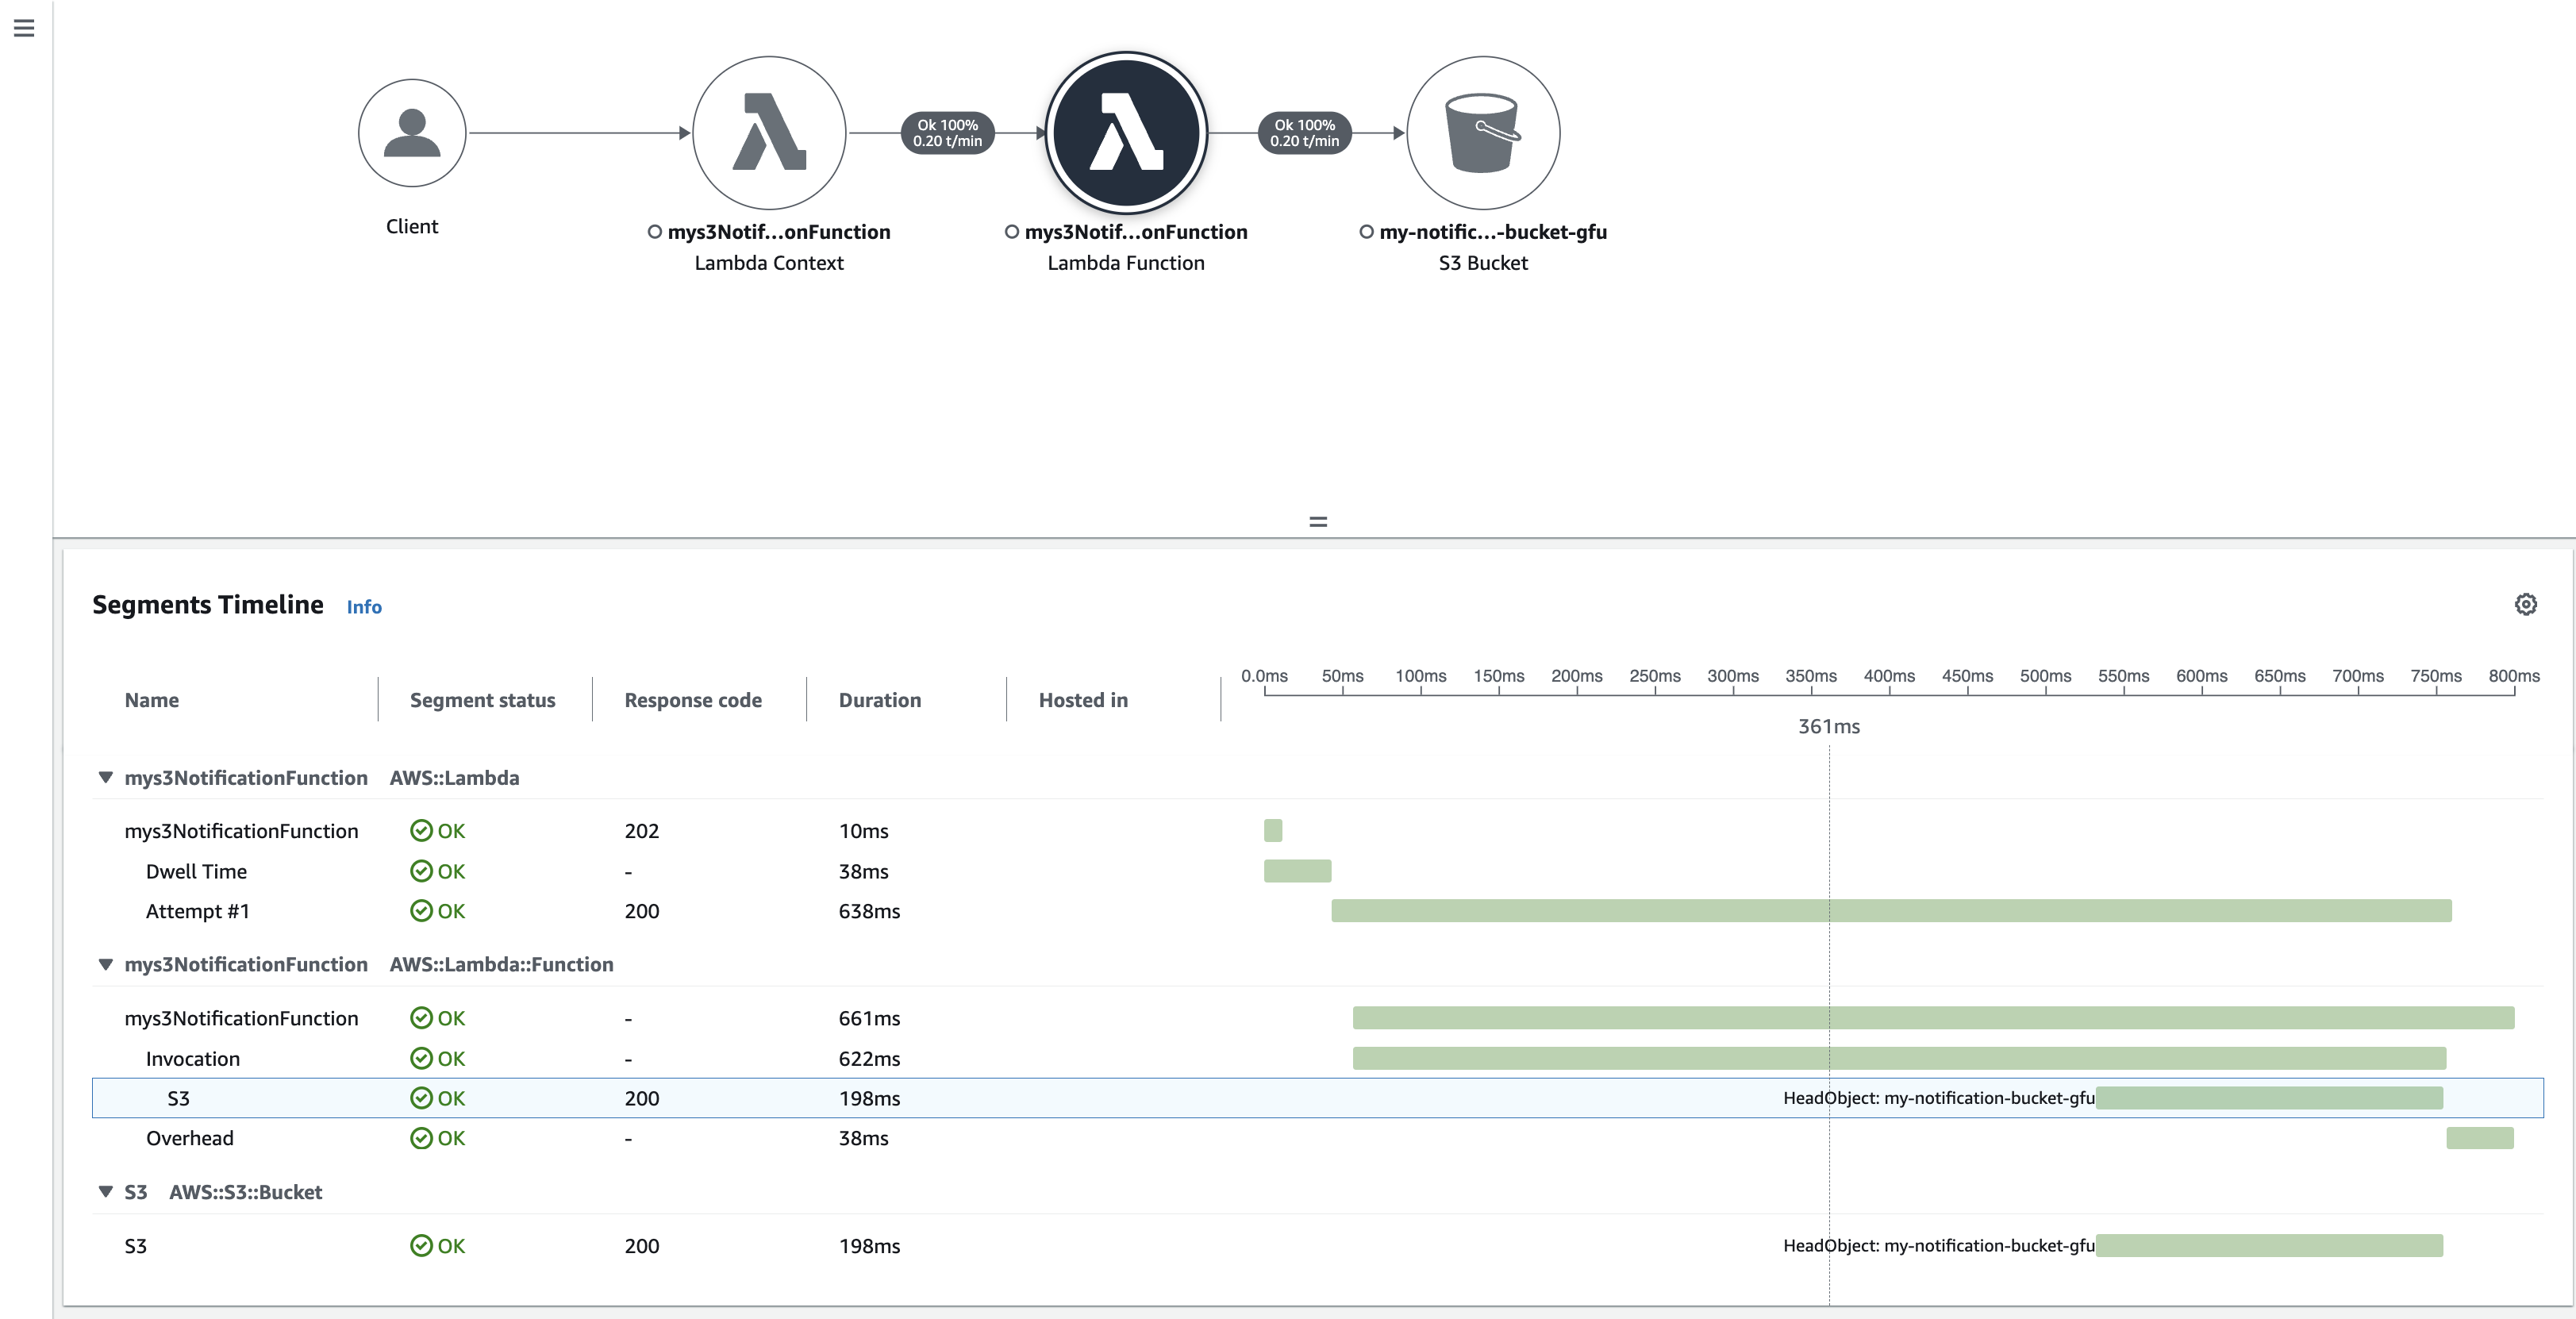 Ok 100%
0.20 t/min
Ok 100%
0.20 t/min
Client
mys3Notif...onFunction
Lambda Context
mys3Notif...onFunction
Lambda Function
my-notific...-bucket-gfu
S3 Bucket
Segments Timeline Info
0.0ms 50ms 100ms 150ms 200ms 250ms 300ms 350ms 400ms 450ms 500ms 550ms 600ms 650ms 700ms 750ms 800ms
Name Segment status Response code Duration Hosted in
361ms
mys3NotificationFunction AWS::Lambda
mys3NotificationFunction OK 202 10ms
Dwell Time OK - 38ms
Attempt #1 OK 200 638ms
mys3NotificationFunction AWS::Lambda::Function
mys3NotificationFunction OK - 661ms
Invocation OK - 622ms
S3 OK 200 198ms HeadObject: my-notification-bucket-gfu
Overhead OK - 38ms
S3 AWS::S3::Bucket
S3 OK 200 198ms HeadObject: my-notification-bucket-gfu